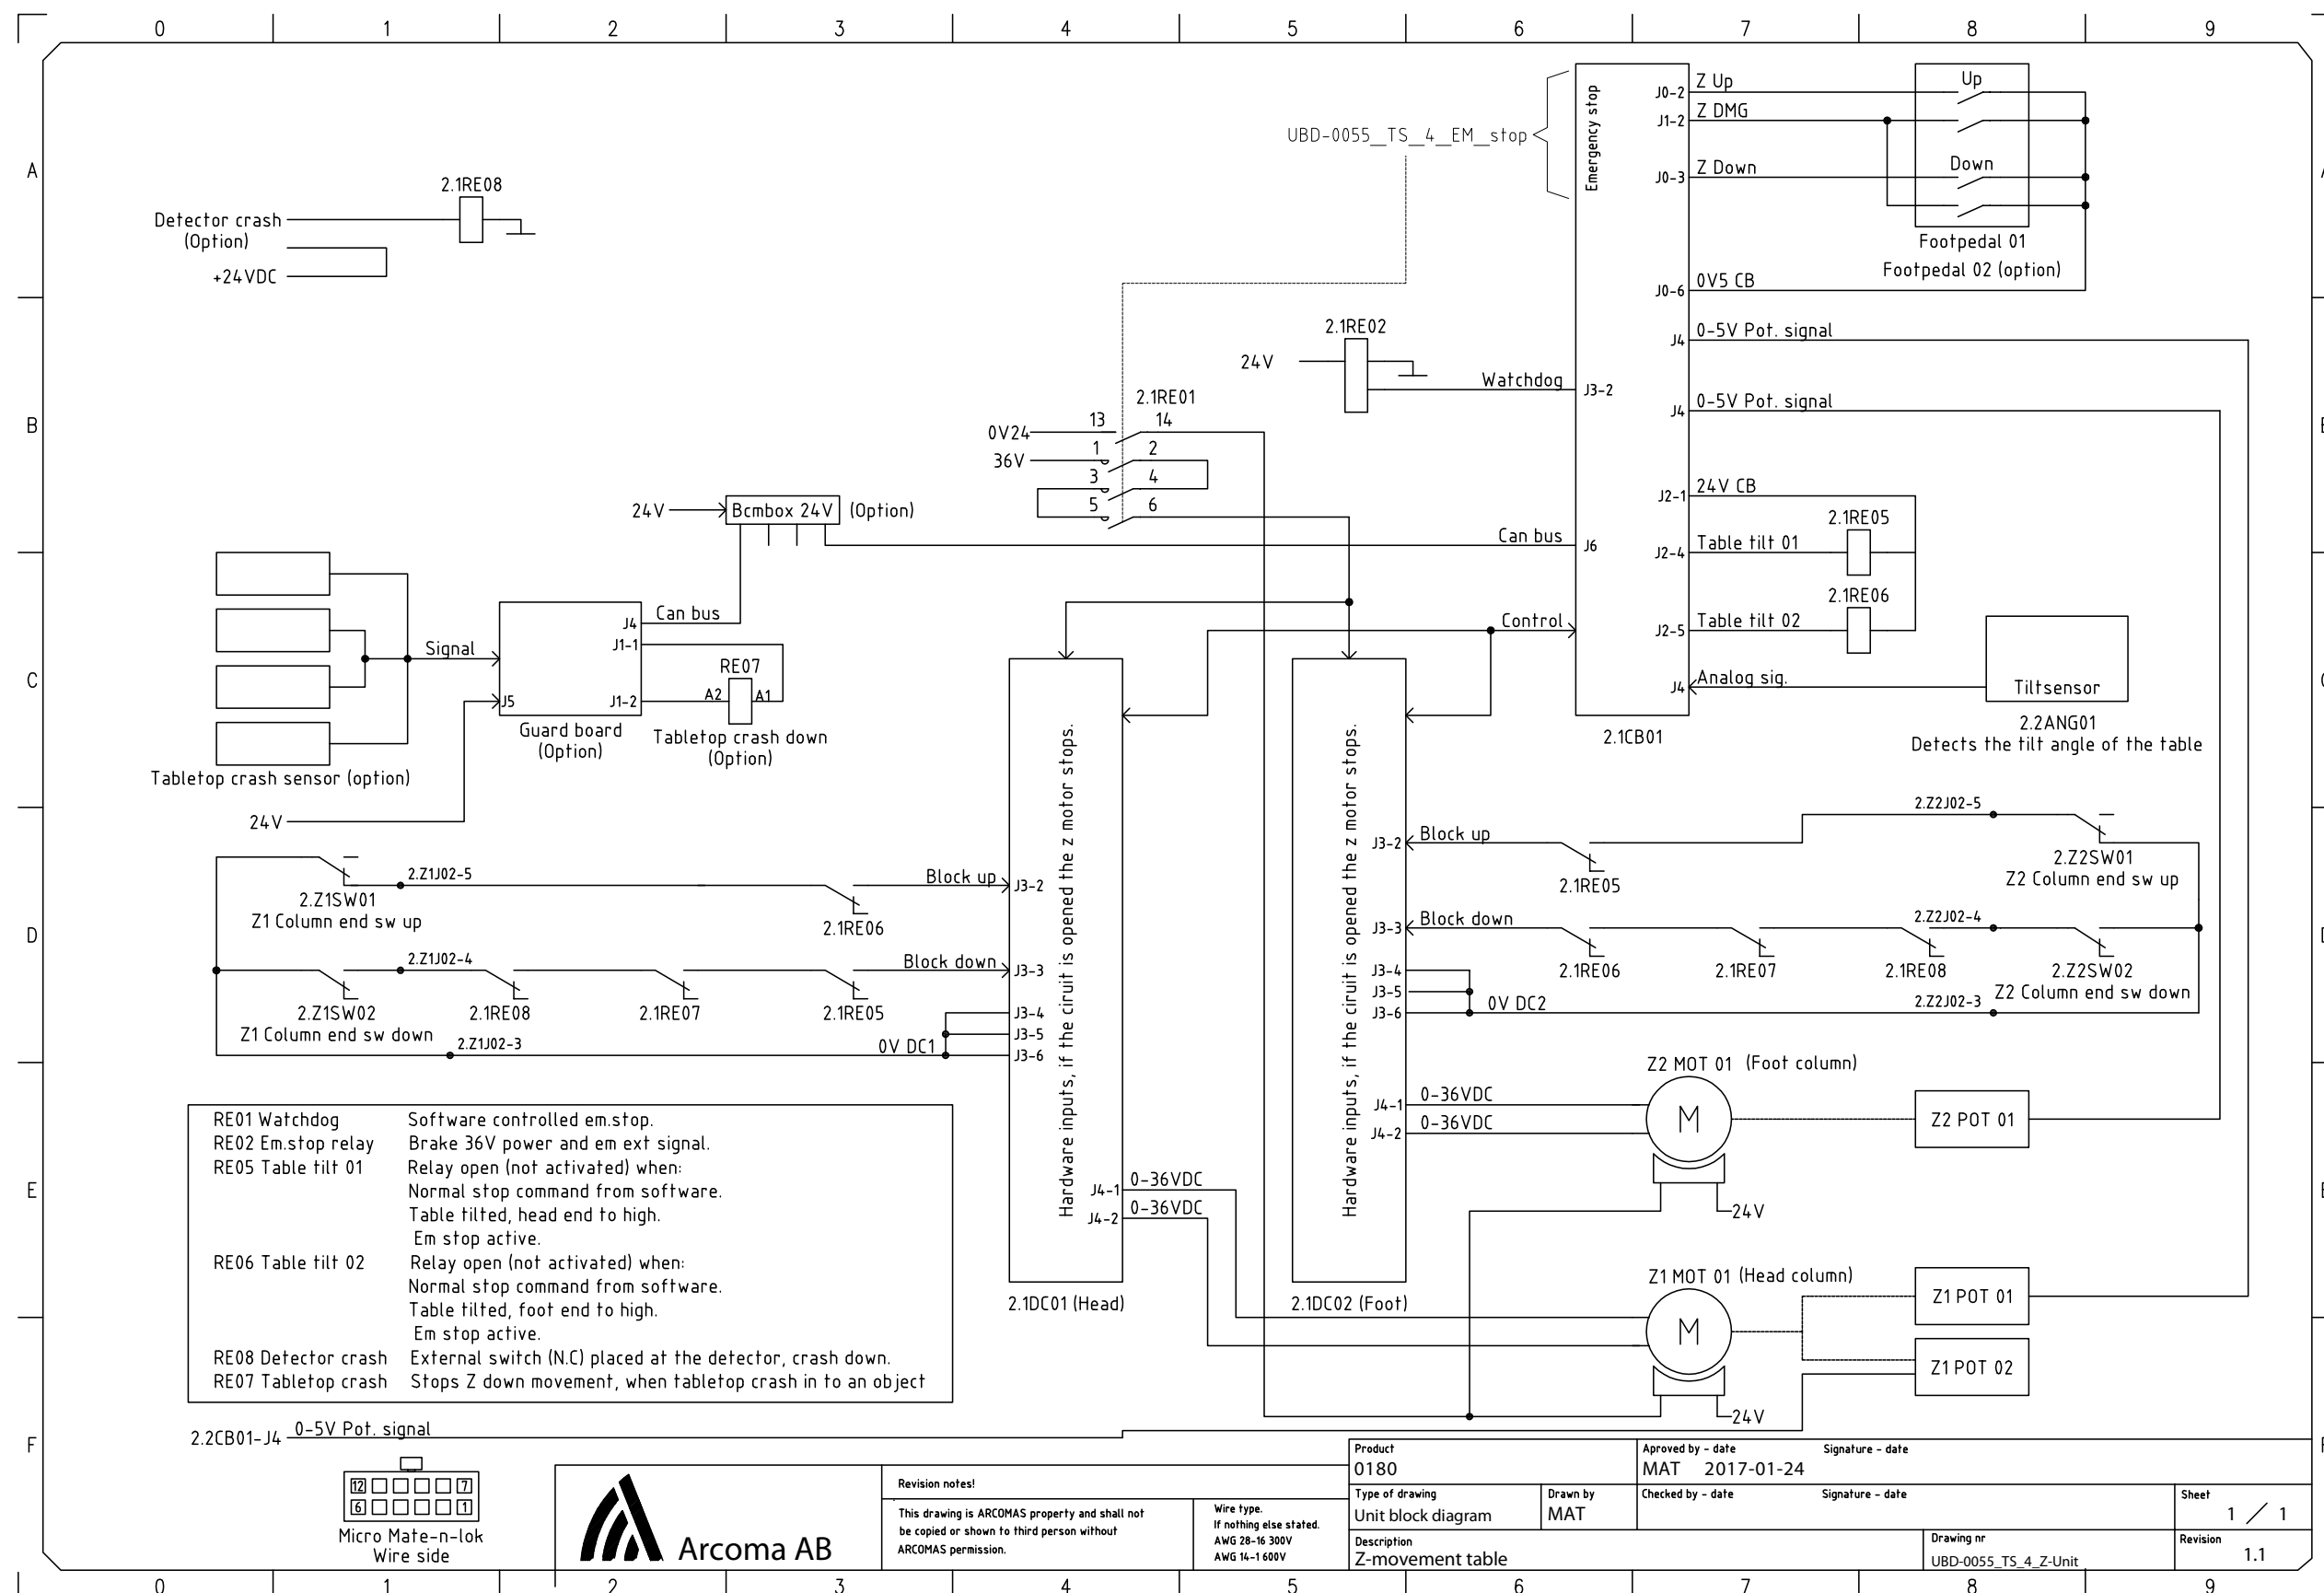 0 1 2 3 4 5 6 7 8 9
A
B
C
D
E
F
Detector crash
(Option)
+24VDC
2.1RE08
UBD-0055_TS_4_EM_stop
Emergency stop
J0-2 Z Up
J1-2 Z DMG
J0-3 Z Down
J0-6 0V5 CB
Up
Down
Footpedal 01
Footpedal 02 (option)
J4 0-5V Pot. signal
J4 0-5V Pot. signal
2.1RE02
24V
Watchdog J3-2
2.1RE01
0V24 13 14
36V 1 2
3 4
5 6
J2-1 24V CB
2.1RE05
J2-4 Table tilt 01
2.1RE06
J2-5 Table tilt 02
J4 Analog sig.
Tiltsensor
2.2ANG01
Detects the tilt angle of the table
2.1CB01
24V Bcmbox 24V (Option)
Can bus J6
Control
Signal
J4 Can bus
J1-1
RE07
J5 J1-2 A2 A1
Guard board
(Option)
Tabletop crash down
(Option)
Tabletop crash sensor (option)
24V
2.Z1SW01
Z1 Column end sw up
2.Z1J02-5
2.1RE06
Block up J3-2
2.Z1J02-4
Block down J3-3
2.Z1SW02
Z1 Column end sw down
2.1RE08
2.1RE07
2.1RE05
2.Z1J02-3
0V DC1
J3-4
J3-5
J3-6
Hardware inputs, if the ciruit is opened the z motor stops.
J4-1 0-36VDC
J4-2 0-36VDC
2.1DC01 (Head)
Hardware inputs, if the ciruit is opened the z motor stops.
2.1DC02 (Foot)
J3-2 Block up
2.1RE05
2.Z2J02-5
2.Z2SW01
Z2 Column end sw up
J3-3 Block down
2.1RE06
2.1RE07
2.1RE08
2.Z2J02-4
2.Z2SW02
Z2 Column end sw down
J3-4
J3-5
J3-6 0V DC2
2.Z2J02-3
J4-1 0-36VDC
J4-2 0-36VDC
Z2 MOT 01 (Foot column)
M
24V
Z2 POT 01
Z1 MOT 01 (Head column)
M
24V
Z1 POT 01
Z1 POT 02
RE01 Watchdog Software controlled em.stop.
RE02 Em.stop relay Brake 36V power and em ext signal.
RE05 Table tilt 01 Relay open (not activated) when:
Normal stop command from software.
Table tilted, head end to high.
Em stop active.
RE06 Table tilt 02 Relay open (not activated) when:
Normal stop command from software.
Table tilted, foot end to high.
Em stop active.
RE08 Detector crash External switch (N.C) placed at the detector, crash down.
RE07 Tabletop crash Stops Z down movement, when tabletop crash in to an object
2.2CB01-J4 0-5V Pot. signal
12 7
6 1
Micro Mate-n-lok
Wire side
Arcoma AB
Revision notes!
This drawing is ARCOMAS property and shall not
be copied or shown to third person without
ARCOMAS permission.
Wire type.
If nothing else stated.
AWG 28-16 300V
AWG 14-1 600V
Product
0180
Aproved by - date Signature - date
MAT 2017-01-24
Type of drawing
Unit block diagram
Drawn by
MAT
Checked by - date Signature - date
Sheet
1 / 1
Description
Z-movement table
Drawing nr
UBD-0055_TS_4_Z-Unit
Revision
1.1
0 1 2 3 4 5 6 7 8 9